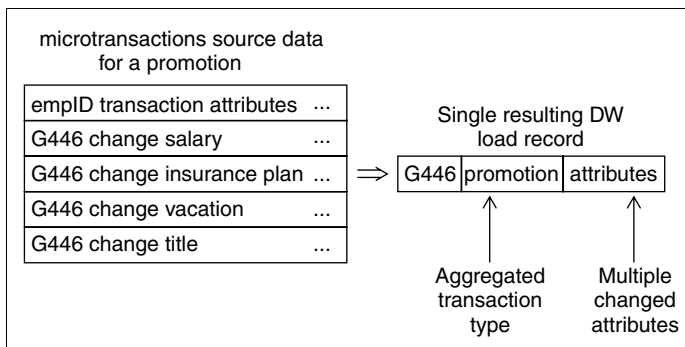 microtransactions source data
for a promotion
empID transaction attributes ...
G446 change salary ...
G446 change insurance plan ...
G446 change vacation ...
G446 change title ...
Single resulting DW
load record
⇒ G446 promotion attributes
Aggregated
transaction
type
Multiple
changed
attributes